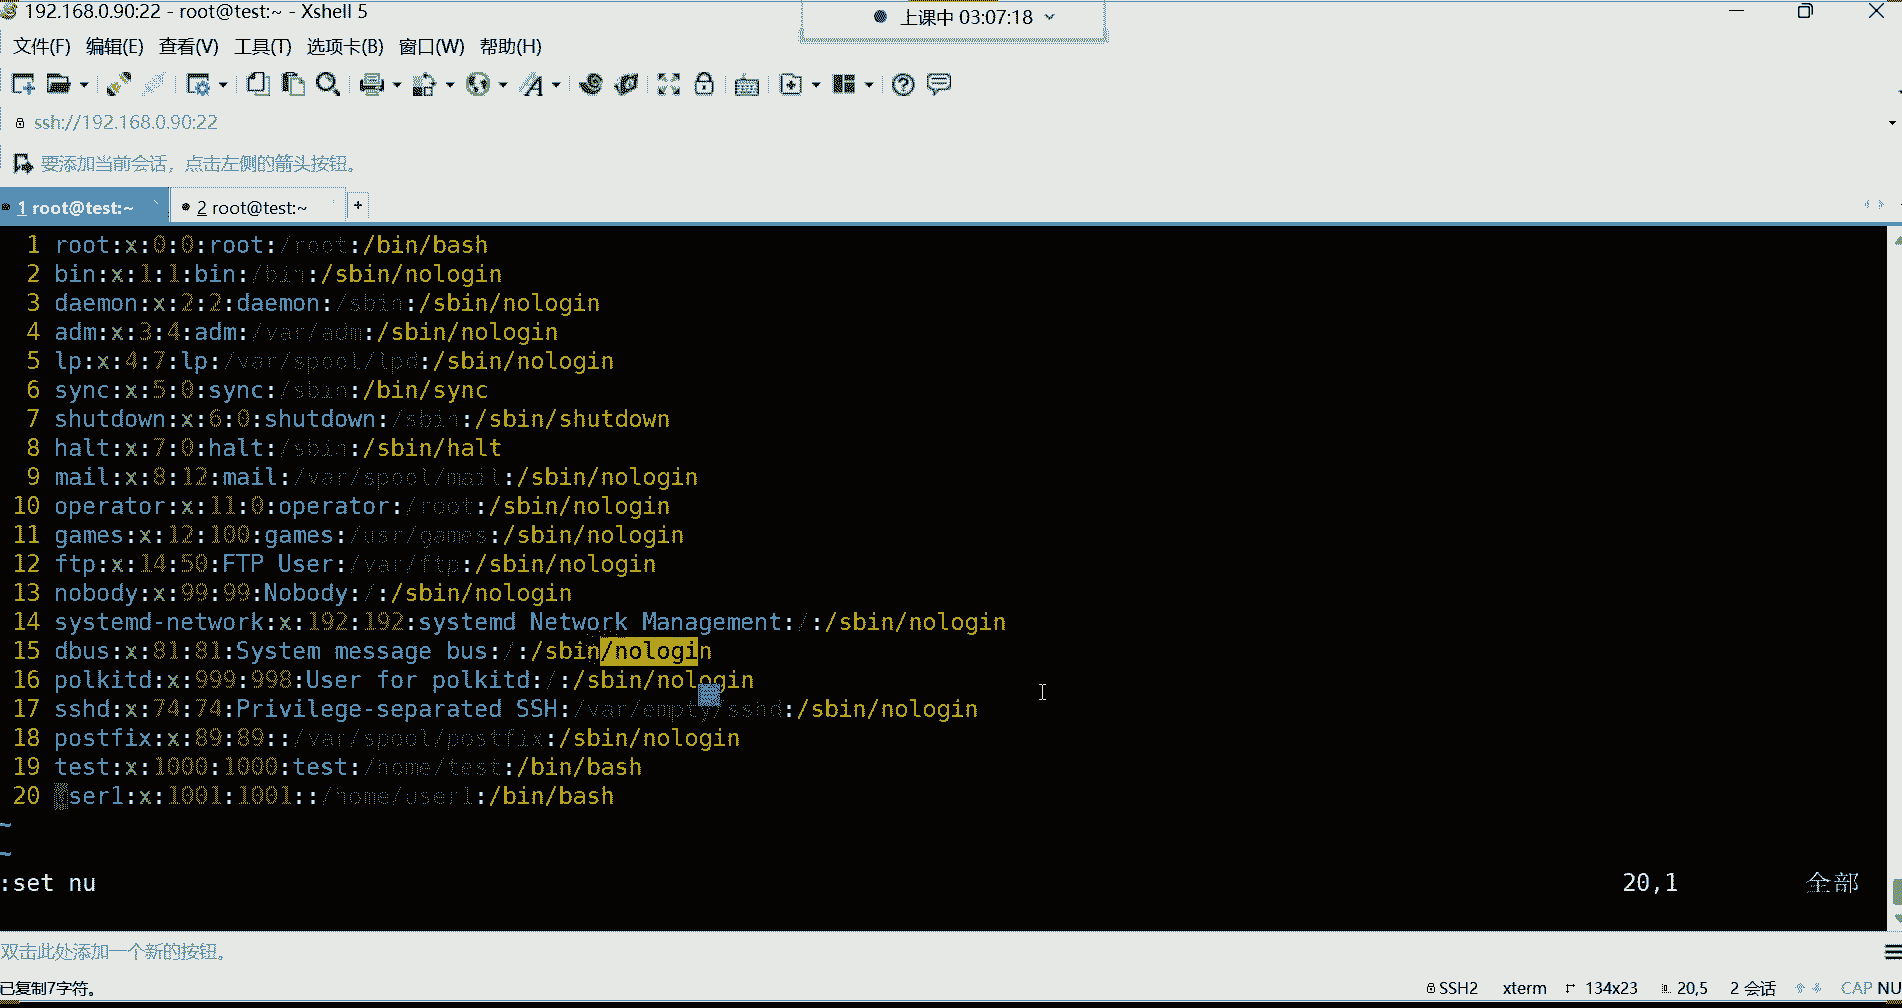 192.168.0.90:22 - root@test:~ - Xshell 5
上课中 03:07:18
文件(F) 编辑(E) 查看(V) 工具(T) 选项卡(B) 窗口(W) 帮助(H)
ssh://192.168.0.90:22
要添加当前会话，点击左侧的箭头按钮。
1 root@test:~ 2 root@test:~ +
1 root:x:0:0:root:/root:/bin/bash
2 bin:x:1:1:bin:/bin:/sbin/nologin
3 daemon:x:2:2:daemon:/sbin:/sbin/nologin
4 adm:x:3:4:adm:/var/adm:/sbin/nologin
5 lp:x:4:7:lp:/var/spool/lpd:/sbin/nologin
6 sync:x:5:0:sync:/sbin:/bin/sync
7 shutdown:x:6:0:shutdown:/sbin:/sbin/shutdown
8 halt:x:7:0:halt:/sbin:/sbin/halt
9 mail:x:8:12:mail:/var/spool/mail:/sbin/nologin
10 operator:x:11:0:operator:/root:/sbin/nologin
11 games:x:12:100:games:/usr/games:/sbin/nologin
12 ftp:x:14:50:FTP User:/var/ftp:/sbin/nologin
13 nobody:x:99:99:Nobody:/:/sbin/nologin
14 systemd-network:x:192:192:systemd Network Management:/:/sbin/nologin
15 dbus:x:81:81:System message bus:/:/sbin/nologin
16 polkitd:x:999:998:User for polkitd:/:/sbin/nologin
17 sshd:x:74:74:Privilege-separated SSH:/var/empty/sshd:/sbin/nologin
18 postfix:x:89:89::/var/spool/postfix:/sbin/nologin
19 test:x:1000:1000:test:/home/test:/bin/bash
20 user1:x:1001:1001::/home/user1:/bin/bash
~
~
:set nu 20,1 全部
双击此处添加一个新的按钮。
已复制7字符。 SSH2 xterm 134x23 20,5 2 会话 CAP NU